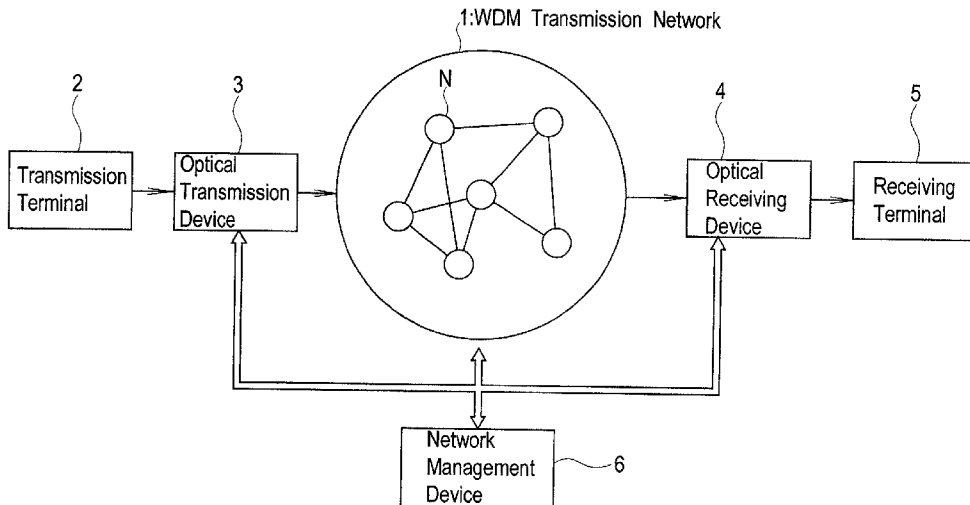 1:WDM Transmission Network
2
3
N
4
5
Transmission
Terminal
Optical
Transmission
Device
Optical
Receiving
Device
Receiving
Terminal
Network
Management
Device
6